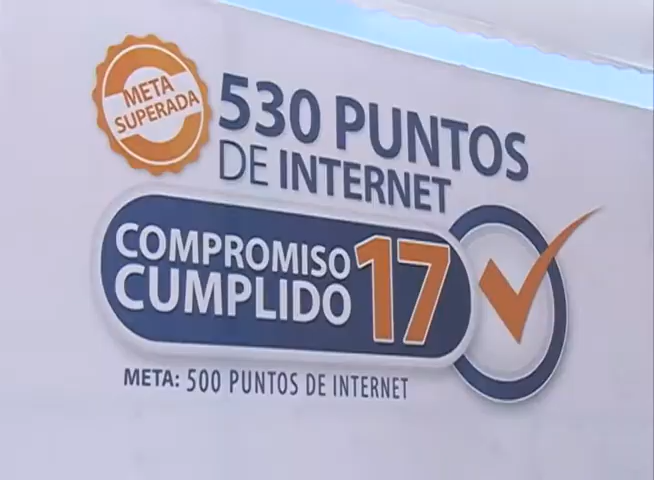 META
SUPERADA
530 PUNTOS
DE INTERNET
COMPROMISO
CUMPLIDO
17
META: 500 PUNTOS DE INTERNET